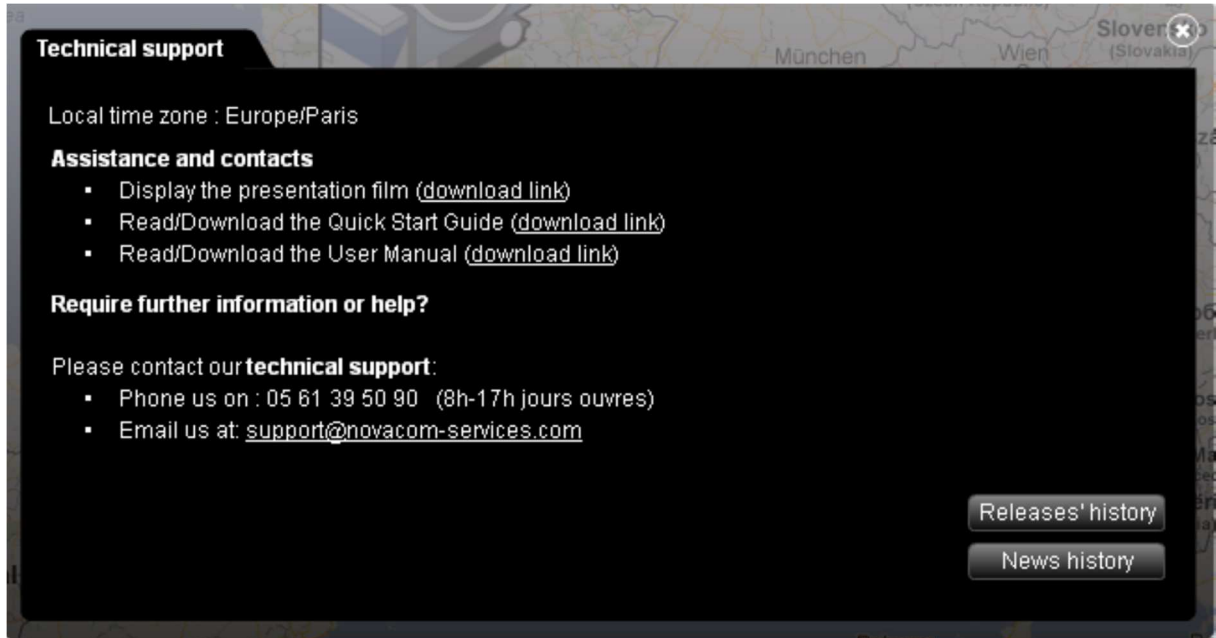 Slovensko
(Slovakia)
München
Wien
Technical support
Local time zone : Europe/Paris
Assistance and contacts
▪ Display the presentation film (download link)
▪ Read/Download the Quick Start Guide (download link)
▪ Read/Download the User Manual (download link)
Require further information or help?
Please contact our technical support:
▪ Phone us on : 05 61 39 50 90 (8h-17h jours ouvres)
▪ Email us at: support@novacom-services.com
Releases' history
News history